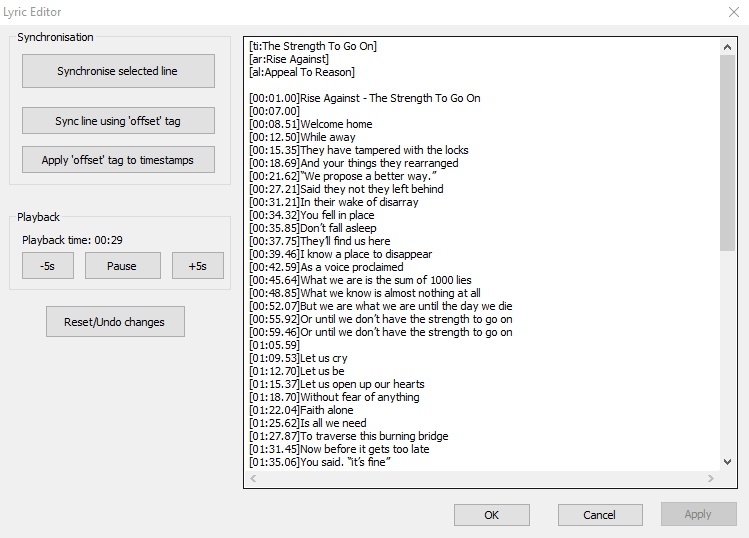 Lyric Editor
Synchronisation
Synchronise selected line
Sync line using 'offset' tag
Apply 'offset' tag to timestamps
Playback
Playback time: 00:29
-5s
Pause
+5s
Reset/Undo changes
[ti:The Strength To Go On]
[ar:Rise Against]
[al:Appeal To Reason]
[00:01.00]Rise Against - The Strength To Go On
[00:07.00]
[00:08.51]Welcome home
[00:12.50]While away
[00:15.35]They have tampered with the locks
[00:18.69]And your things they rearranged
[00:21.62]“We propose a better way.”
[00:27.21]Said they not they left behind
[00:31.21]In their wake of disarray
[00:34.32]You fell in place
[00:35.85]Don’t fall asleep
[00:37.75]They’ll find us here
[00:39.46]I know a place to disappear
[00:42.59]As a voice proclaimed
[00:45.64]What we are is the sum of 1000 lies
[00:48.85]What we know is almost nothing at all
[00:52.07]But we are what we are until the day we die
[00:55.92]Or until we don’t have the strength to go on
[00:59.46]Or until we don’t have the strength to go on
[01:05.59]
[01:09.53]Let us cry
[01:12.70]Let us be
[01:15.37]Let us open up our hearts
[01:18.70]Without fear of anything
[01:22.04]Faith alone
[01:25.62]Is all we need
[01:27.87]To traverse this burning bridge
[01:31.45]Now before it gets too late
[01:35.06]You said. “it’s fine”
OK
Cancel
Apply